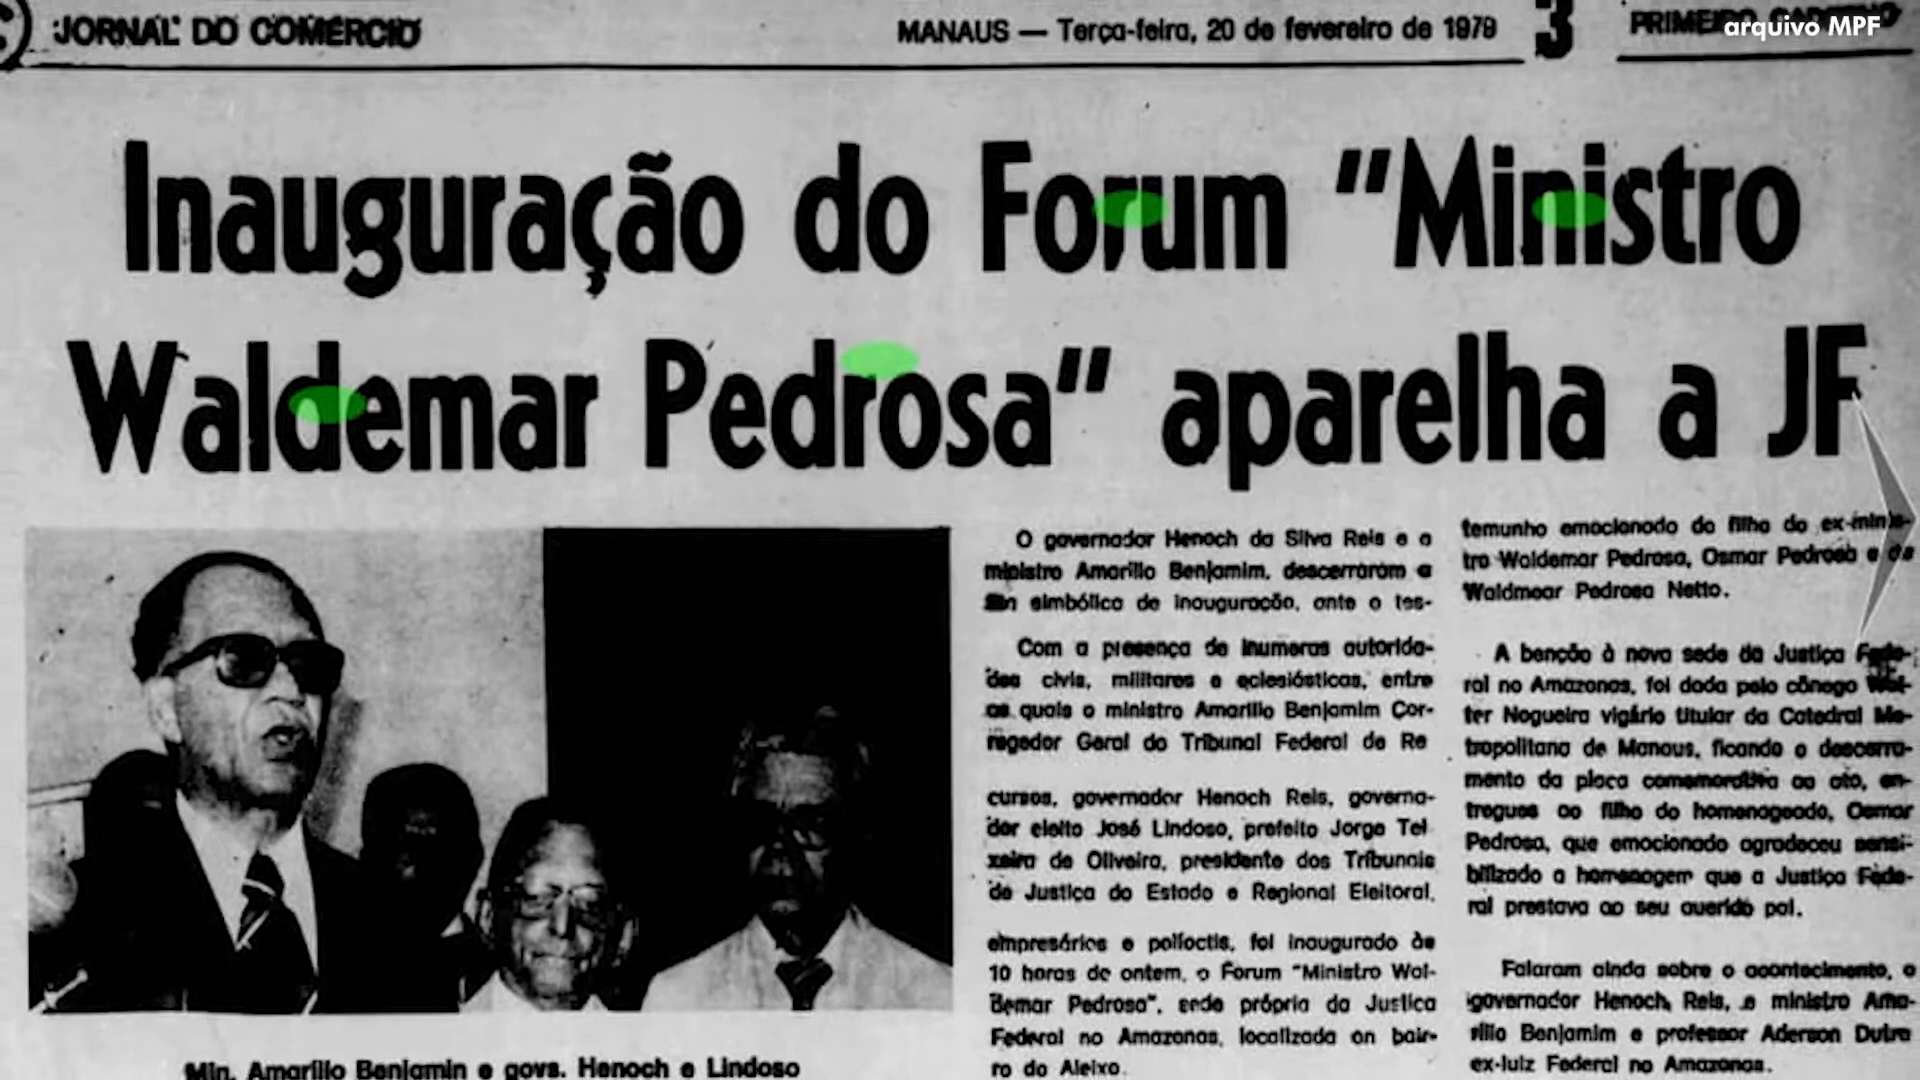 JORNAL DO COMÉRCIO
MANAUS — Terça-feira, 20 de fevereiro de 1979
3
PRIMEIRO CADERNO
arquivo MPF
Inauguração do Forum "Ministro
Waldemar Pedrosa" aparelha a JF
O governador Henoch da Silva Reis e o
ministro Amarilio Benjamim, descerraram a
simbólica de inauguração, ante o tes-
temunho emocionado do filho do ex-minis-
tro Waldemar Pedrosa, Osmar Pedrosa e de
Waldmear Pedrosa Netto.
Com a presença de inumeras autorida-
des civis, militares e eclesiásticas, entre
as quais o ministro Amarilio Benjamim Cor-
regedor Geral do Tribunal Federal de Re
cursos, governador Henoch Reis, governa-
dor eleito José Lindoso, prefeito Jorge Tei
xeira de Oliveira, presidente dos Tribunais
de Justiça do Estado e Regional Eleitoral,
empresários e polfoctis, foi inaugurado às
10 horas de ontem, o Forum "Ministro Wal-
demar Pedrosa", sede própria da Justica
Federal no Amazonas, localizada on bair-
ro do Aleixo.
A benção à nova sede da Justiça Fede-
ral no Amazonas, foi dada pelo cônego Wal-
ter Nogueira vigário titular da Catedral Me-
tropolitana de Manaus, ficando o descerra-
mento da placa comemorativa ao ato, en-
tregues ao filho do homenageado, Osmar
Pedrosa, que emocionado agradeceu sensi-
bilizado a homenagem que a Justiça Fede-
ral prestava ao seu querido pai.
Falaram ainda sobre o acontecimento, o
governador Henoch Reis, e ministro Ama-
rilio Benjamim e professor Aderson Dutra
ex-luiz Federal no Amazonas.
Min. Amarilio Benjamin e govs. Henoch e Lindoso